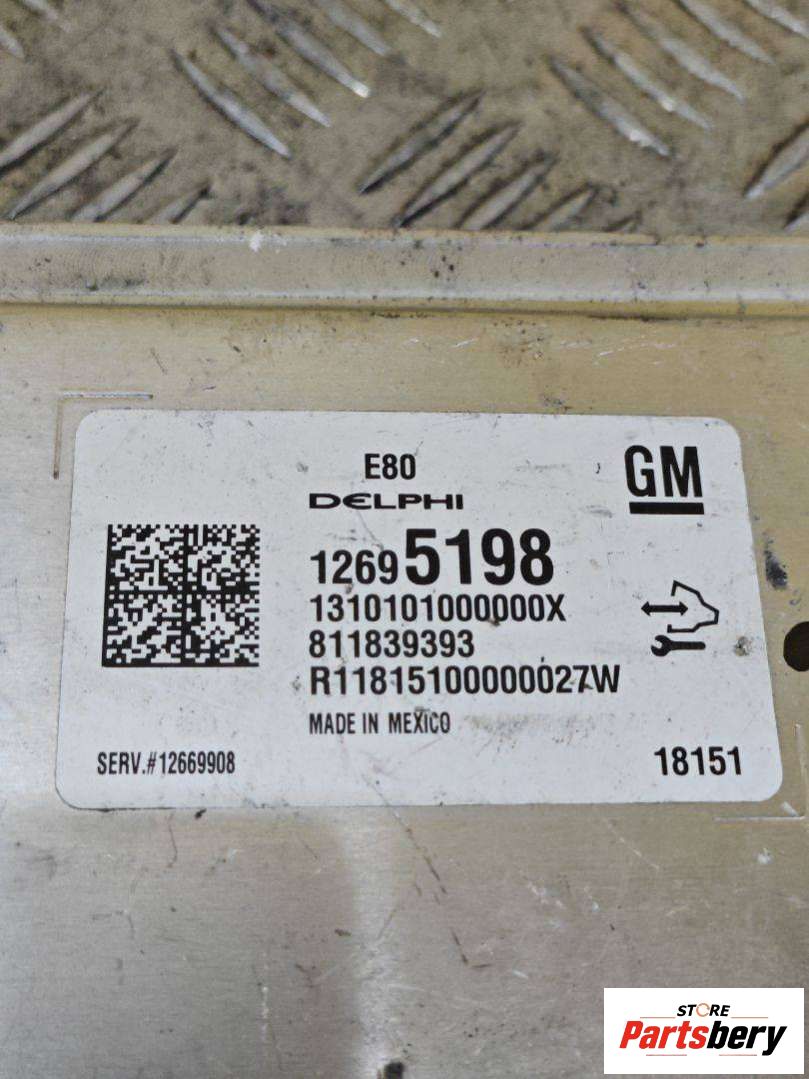 E80
GM
DELPHI
12695198
1310101000000X
811839393
R11815100000027W
MADE IN MEXICO
SERV.#12669908
18151
STORE
Partsbery